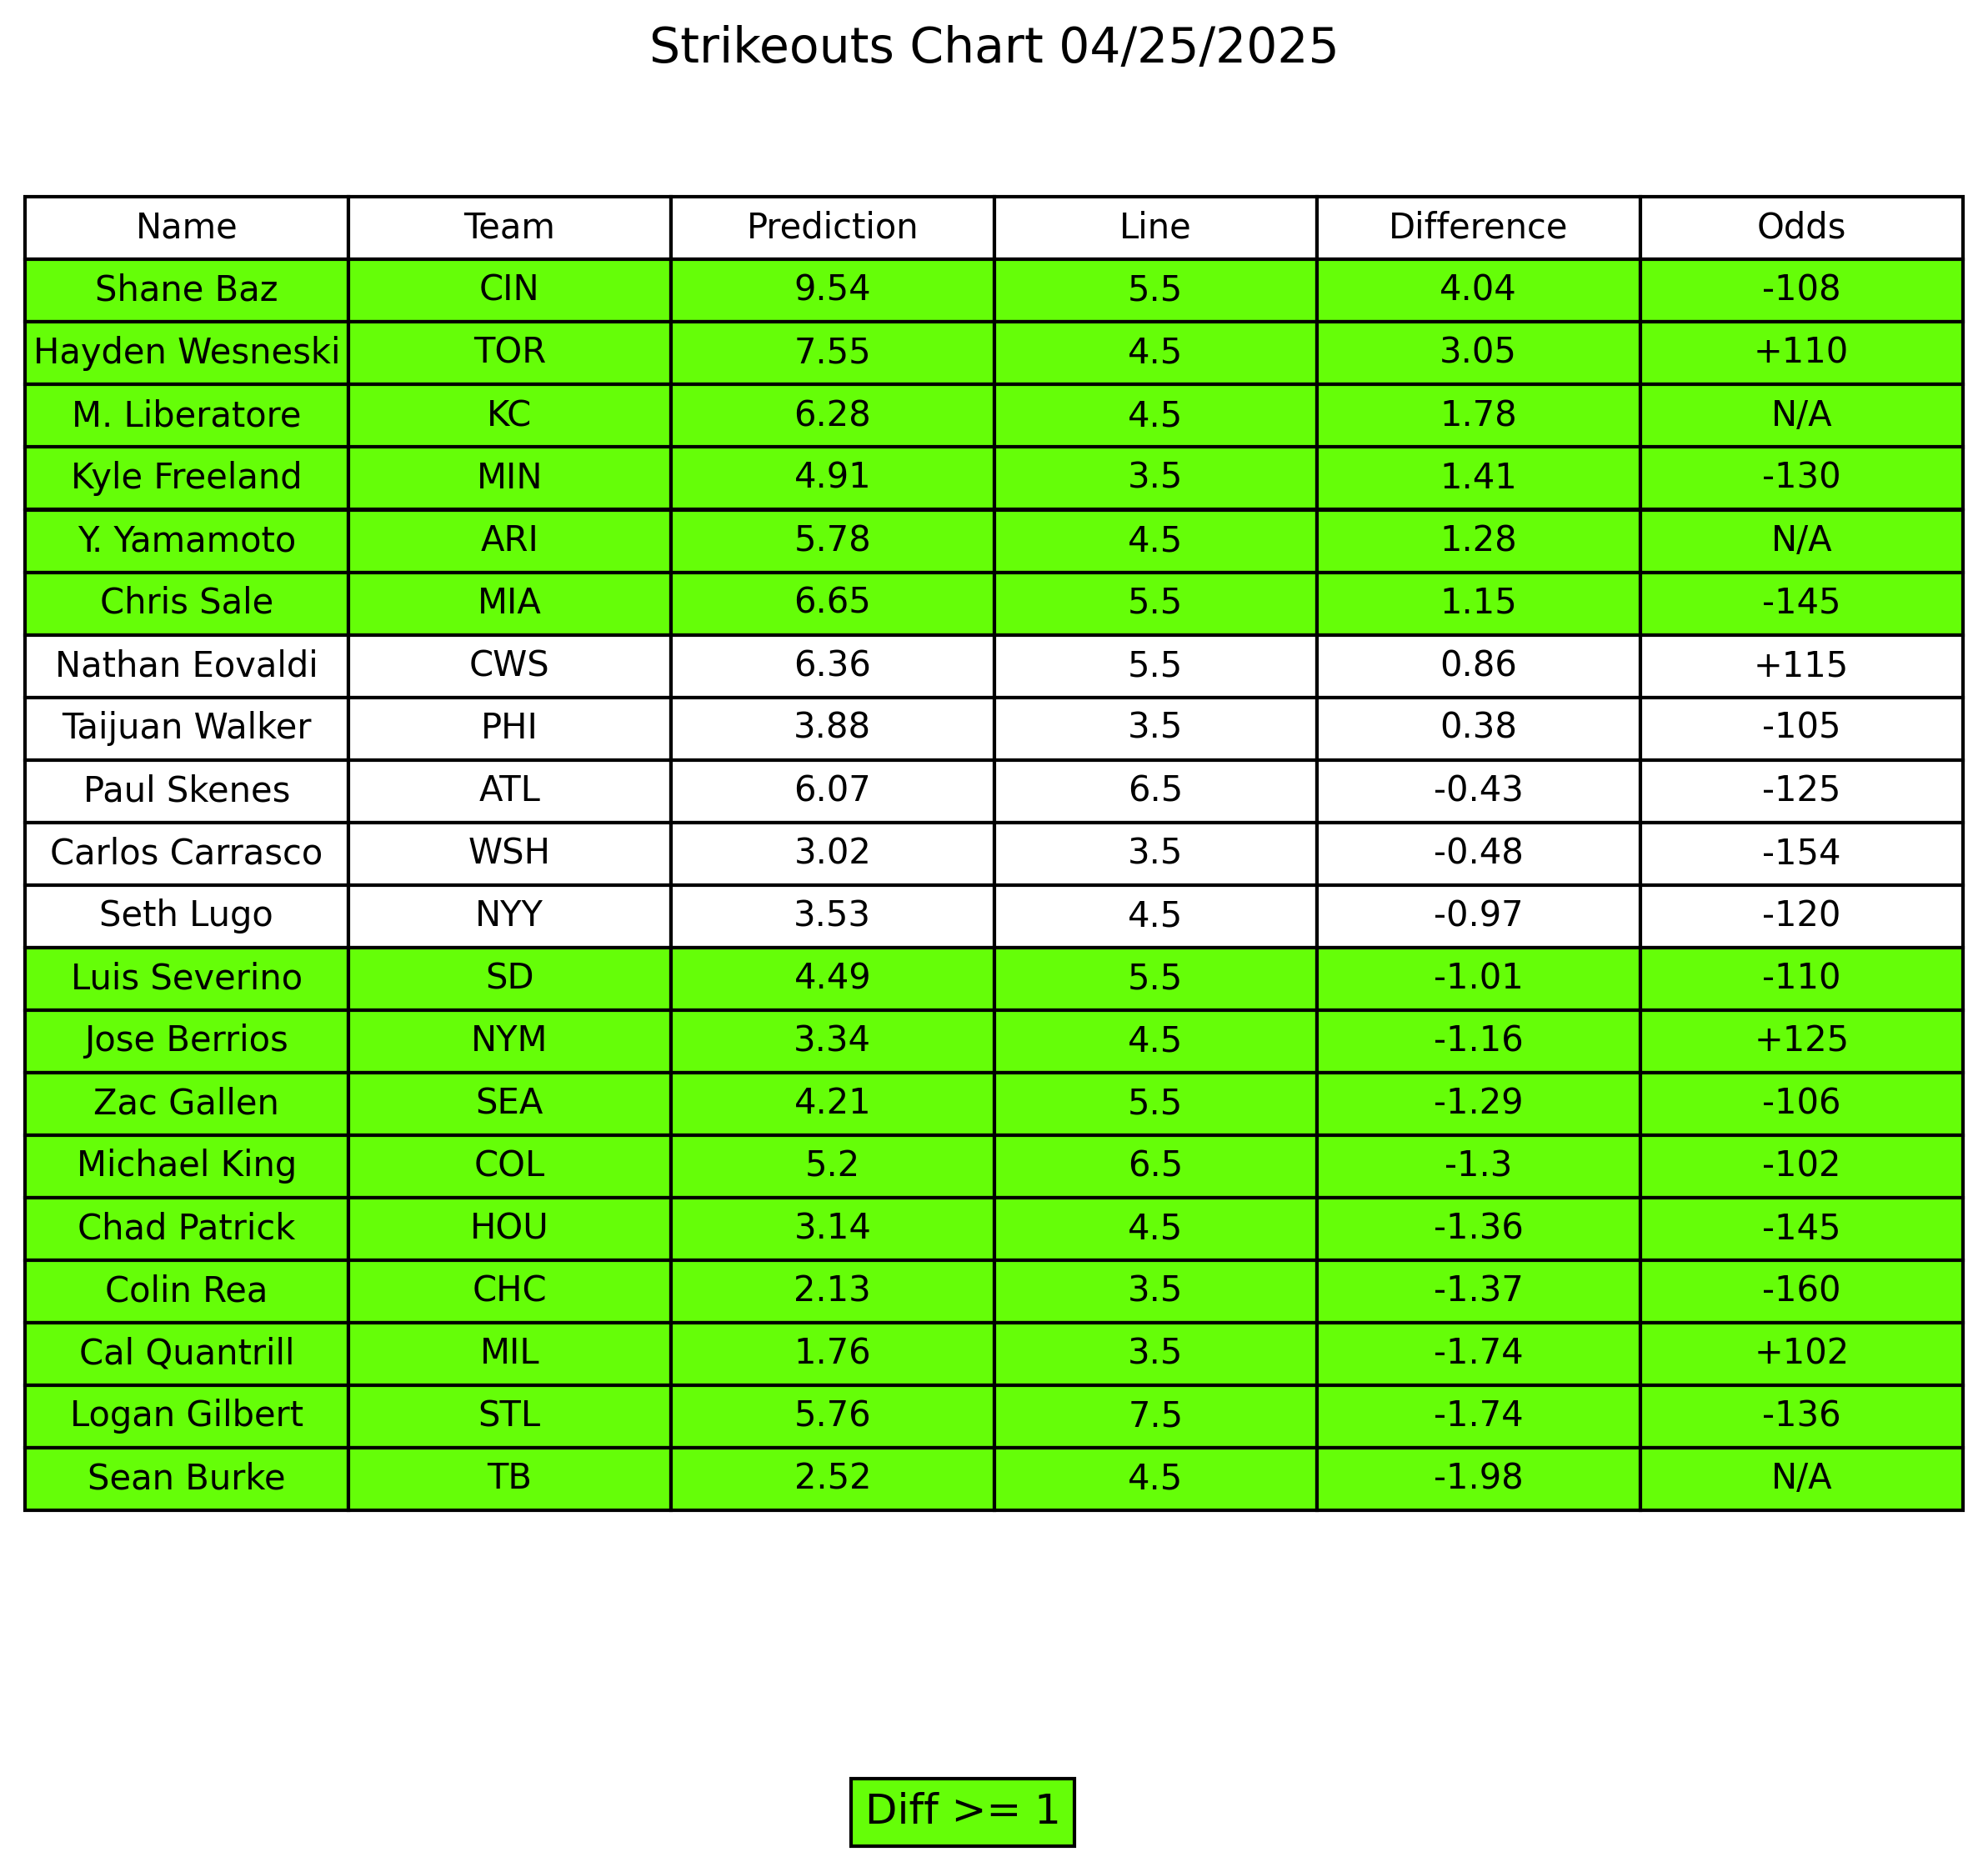 Strikeouts Chart 04/25/2025
Name Team Prediction Line Difference Odds
Shane Baz CIN 9.54 5.5 4.04 -108
Hayden Wesneski TOR 7.55 4.5 3.05 +110
M. Liberatore KC 6.28 4.5 1.78 N/A
Kyle Freeland MIN 4.91 3.5 1.41 -130
Y. Yamamoto ARI 5.78 4.5 1.28 N/A
Chris Sale MIA 6.65 5.5 1.15 -145
Nathan Eovaldi CWS 6.36 5.5 0.86 +115
Taijuan Walker PHI 3.88 3.5 0.38 -105
Paul Skenes ATL 6.07 6.5 -0.43 -125
Carlos Carrasco WSH 3.02 3.5 -0.48 -154
Seth Lugo NYY 3.53 4.5 -0.97 -120
Luis Severino SD 4.49 5.5 -1.01 -110
Jose Berrios NYM 3.34 4.5 -1.16 +125
Zac Gallen SEA 4.21 5.5 -1.29 -106
Michael King COL 5.2 6.5 -1.3 -102
Chad Patrick HOU 3.14 4.5 -1.36 -145
Colin Rea CHC 2.13 3.5 -1.37 -160
Cal Quantrill MIL 1.76 3.5 -1.74 +102
Logan Gilbert STL 5.76 7.5 -1.74 -136
Sean Burke TB 2.52 4.5 -1.98 N/A
Diff >= 1